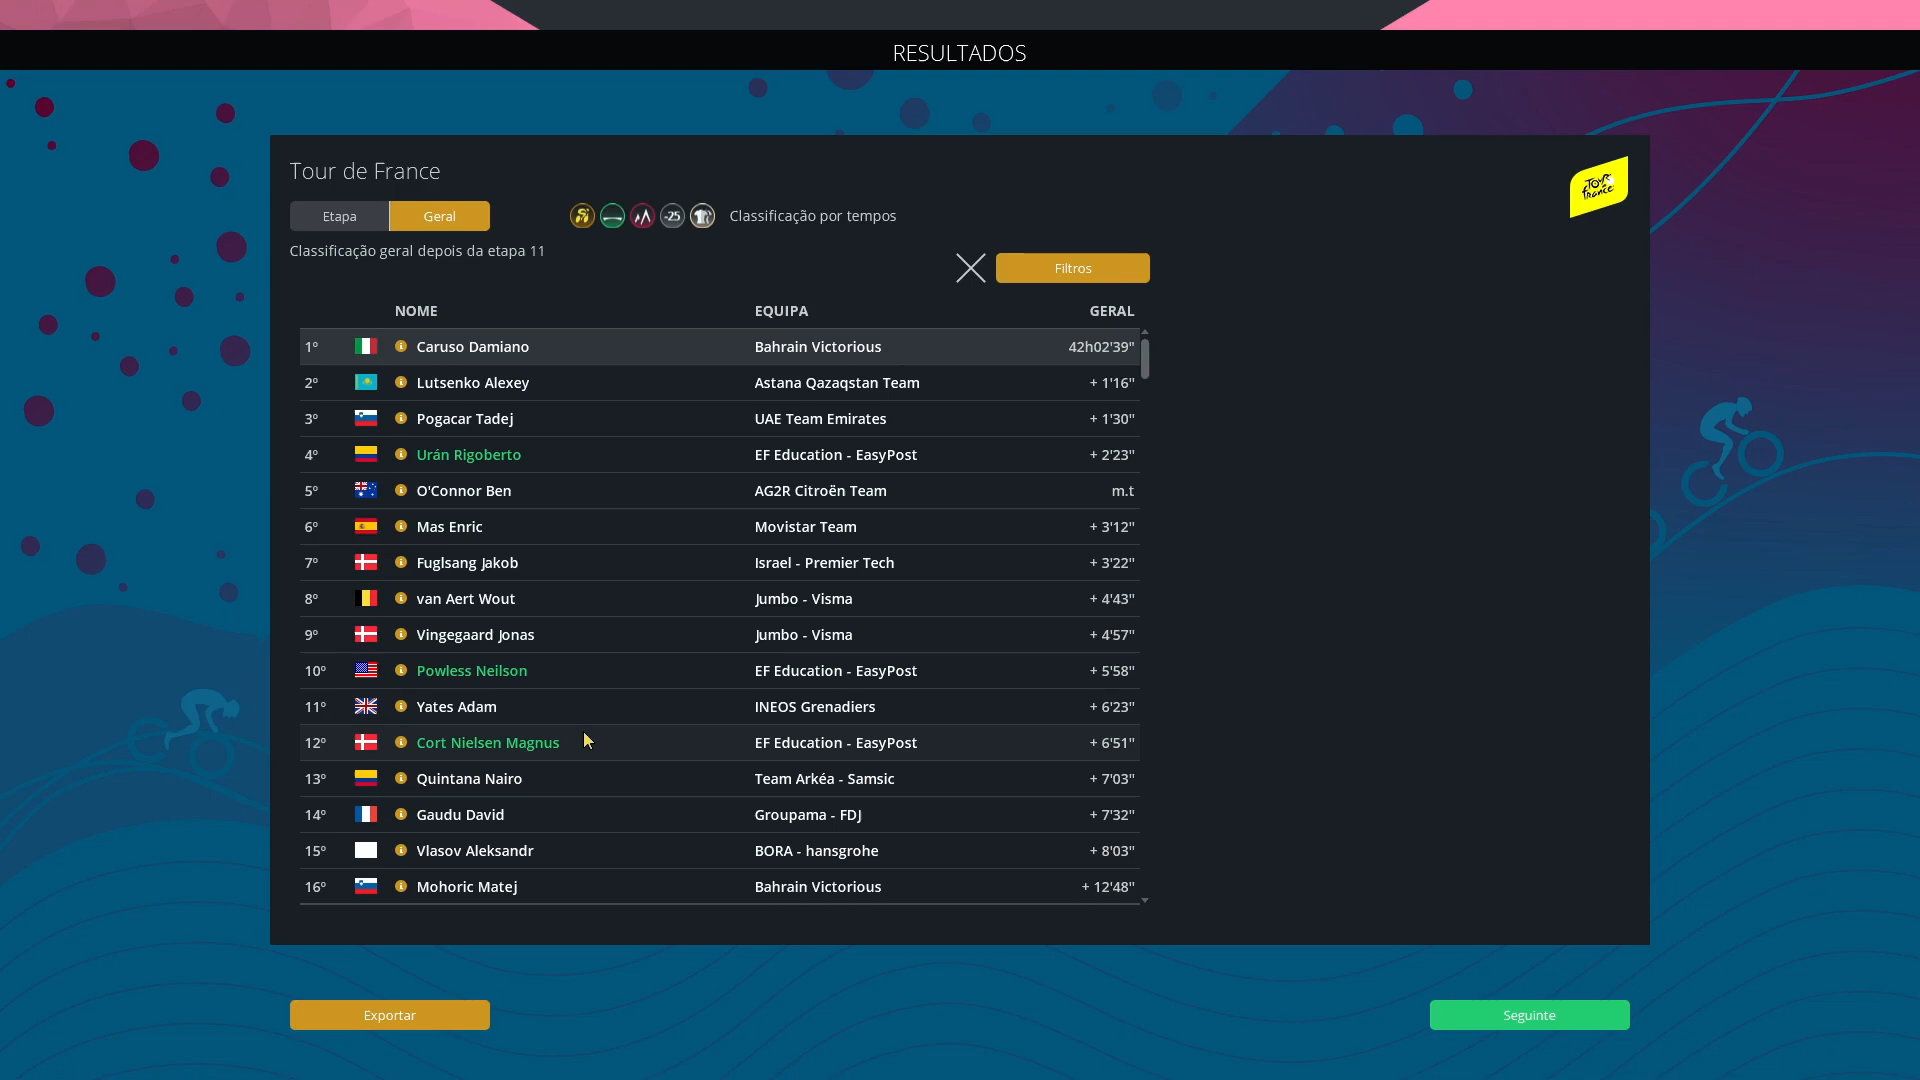 RESULTADOS
Tour de France
TOUR de France
Etapa Geral -25 Classificação por tempos
Classificação geral depois da etapa 11
Filtros
NOME EQUIPA GERAL
1º Caruso Damiano Bahrain Victorious 42h02'39''
2º Lutsenko Alexey Astana Qazaqstan Team + 1'16''
3º Pogacar Tadej UAE Team Emirates + 1'30''
4º Urán Rigoberto EF Education - EasyPost + 2'23''
5º O'Connor Ben AG2R Citroën Team m.t
6º Mas Enric Movistar Team + 3'12''
7º Fuglsang Jakob Israel - Premier Tech + 3'22''
8º van Aert Wout Jumbo - Visma + 4'43''
9º Vingegaard Jonas Jumbo - Visma + 4'57''
10º Powless Neilson EF Education - EasyPost + 5'58''
11º Yates Adam INEOS Grenadiers + 6'23''
12º Cort Nielsen Magnus EF Education - EasyPost + 6'51''
13º Quintana Nairo Team Arkéa - Samsic + 7'03''
14º Gaudu David Groupama - FDJ + 7'32''
15º Vlasov Aleksandr BORA - hansgrohe + 8'03''
16º Mohoric Matej Bahrain Victorious + 12'48''
Exportar Seguinte